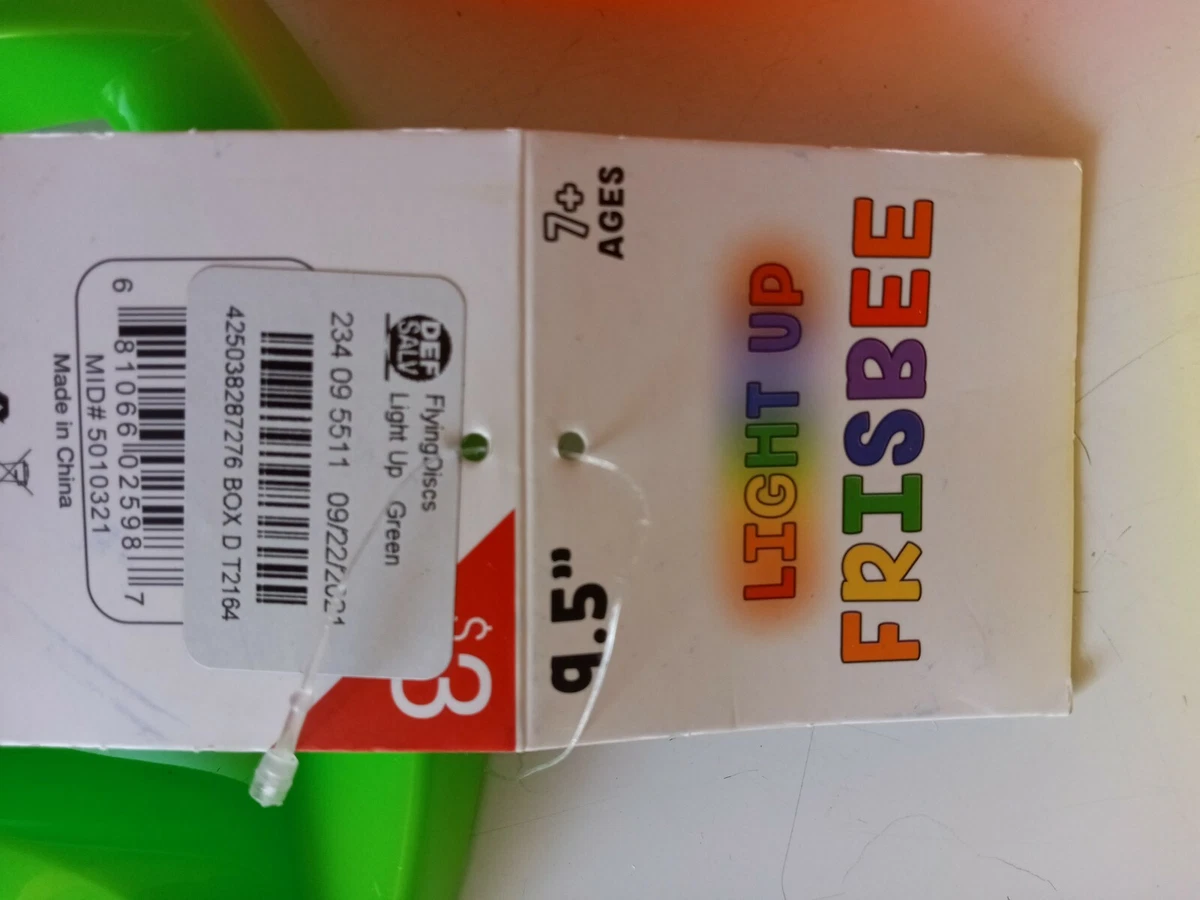 FRISBEE
LIGHT UP
7+
AGES
9.5"
$3
DEF
SALV
FlyingDiscs
Light Up Green
234 09 5511 09/22/2021
425038287276 BOX D T2164
6 81066 02598 7
MID# 5010321
Made in China